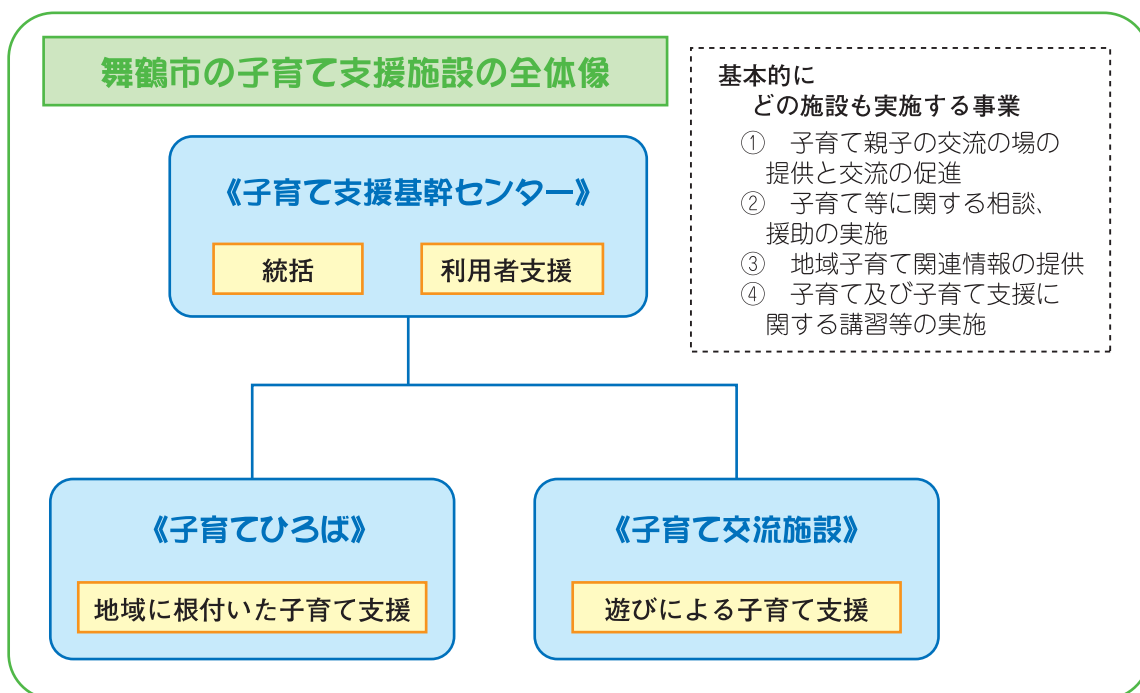 舞鶴市の子育て支援施設の全体像
基本的に
どの施設も実施する事業
① 子育て親子の交流の場の
提供と交流の促進
② 子育て等に関する相談、
援助の実施
③ 地域子育て関連情報の提供
④ 子育て及び子育て支援に
関する講習等の実施
《子育て支援基幹センター》
統括
利用者支援
《子育てひろば》
地域に根付いた子育て支援
《子育て交流施設》
遊びによる子育て支援